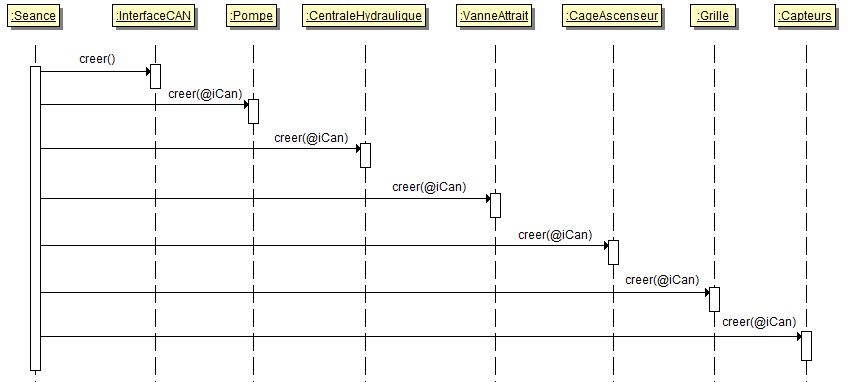 :Seance :InterfaceCAN :Pompe :CentraleHydraulique :VanneAttrait :CageAscenseur :Grille :Capteurs
creer()
creer(@iCan)
creer(@iCan)
creer(@iCan)
creer(@iCan)
creer(@iCan)
creer(@iCan)